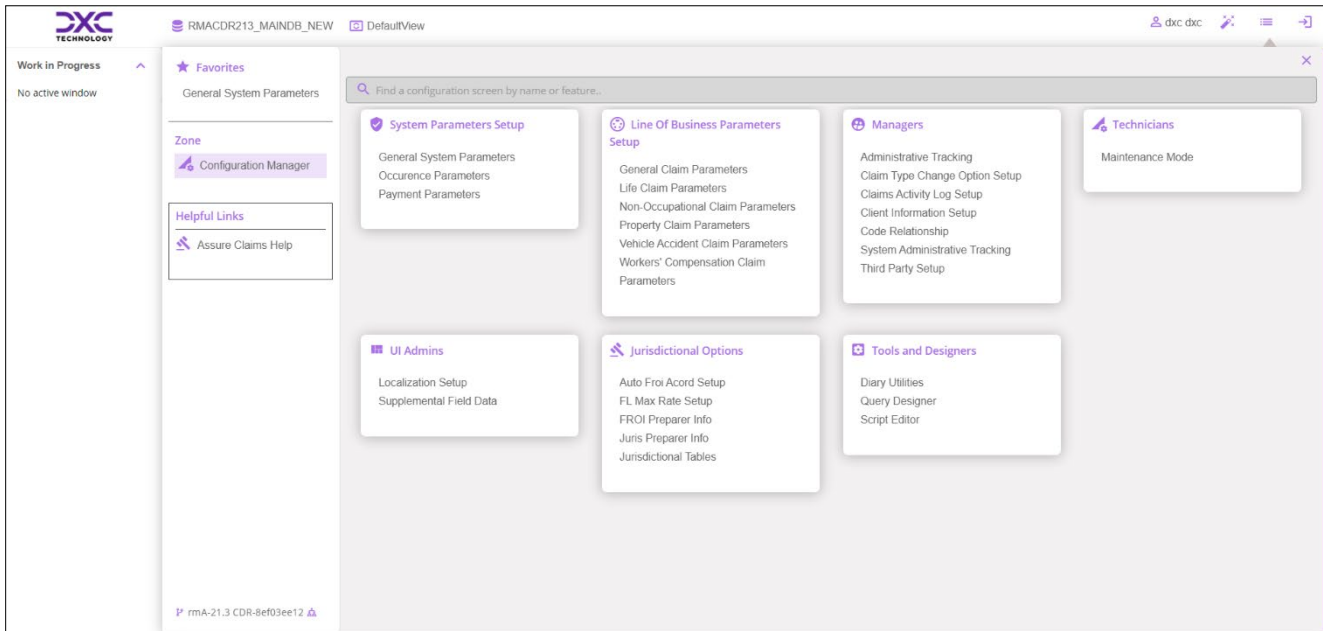 DXC
TECHNOLOGY
RMACDR213_MAINDB_NEW
DefaultView
dxc dxc
Work in Progress
No active window
Favorites
General System Parameters
Zone
Configuration Manager
Helpful Links
Assure Claims Help
rmA-21.3 CDR-8ef03ee12
Find a configuration screen by name or feature..
System Parameters Setup
General System Parameters
Occurence Parameters
Payment Parameters
Line Of Business Parameters
Setup
General Claim Parameters
Life Claim Parameters
Non-Occupational Claim Parameters
Property Claim Parameters
Vehicle Accident Claim Parameters
Workers' Compensation Claim
Parameters
Managers
Administrative Tracking
Claim Type Change Option Setup
Claims Activity Log Setup
Client Information Setup
Code Relationship
System Administrative Tracking
Third Party Setup
Technicians
Maintenance Mode
UI Admins
Localization Setup
Supplemental Field Data
Jurisdictional Options
Auto Froi Acord Setup
FL Max Rate Setup
FROI Preparer Info
Juris Preparer Info
Jurisdictional Tables
Tools and Designers
Diary Utilities
Query Designer
Script Editor